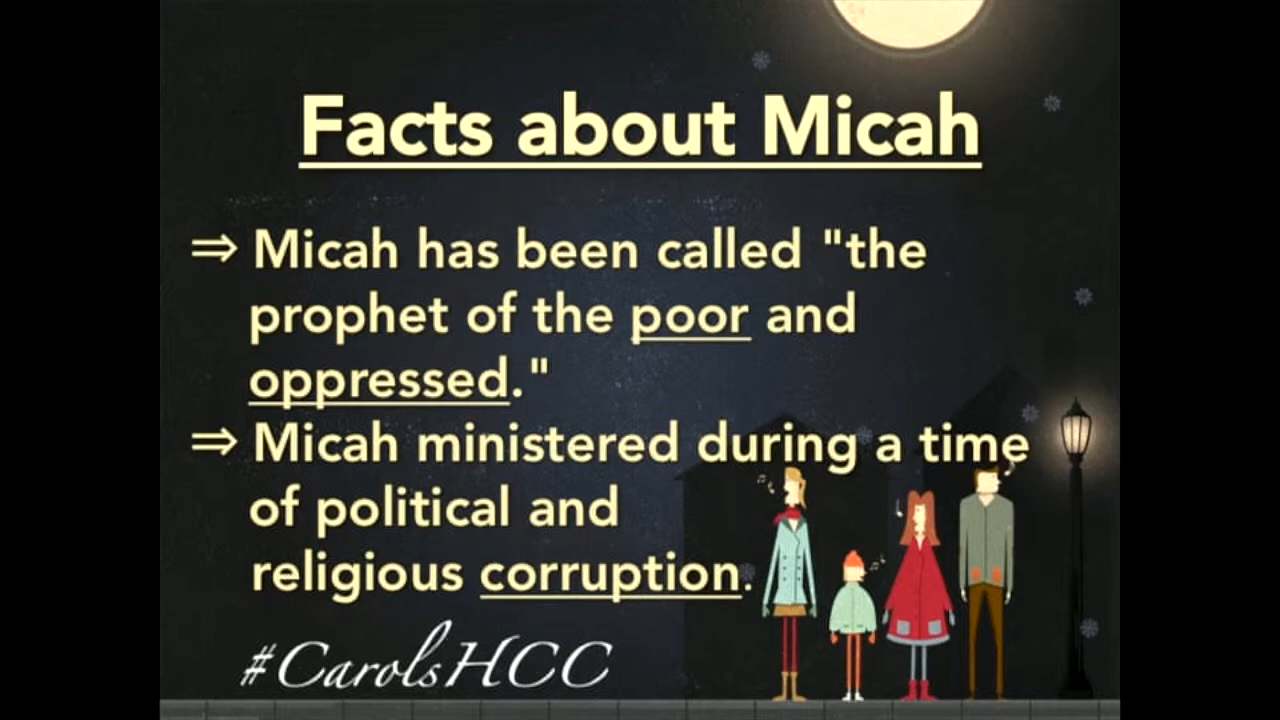 Facts about Micah
⇒ Micah has been called "the
prophet of the poor and
oppressed."
⇒ Micah ministered during a time
of political and
religious corruption.
#CarolsHCC